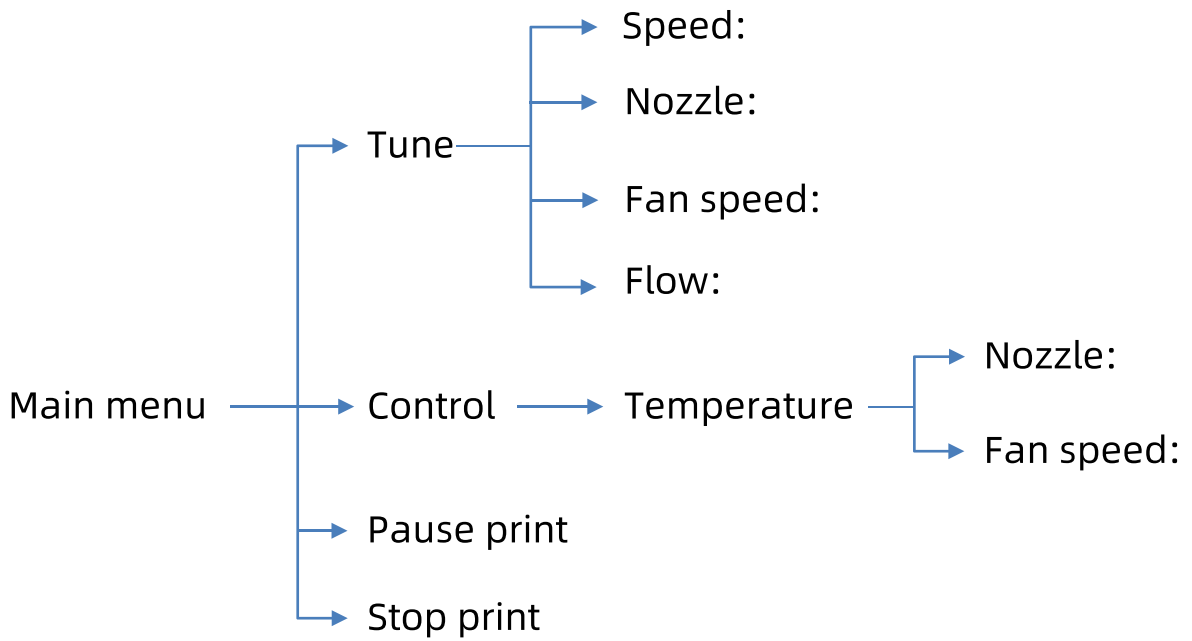 Speed:
Nozzle:
Tune
Fan speed:
Flow:
Nozzle:
Main menu
Control
Temperature
Fan speed:
Pause print
Stop print